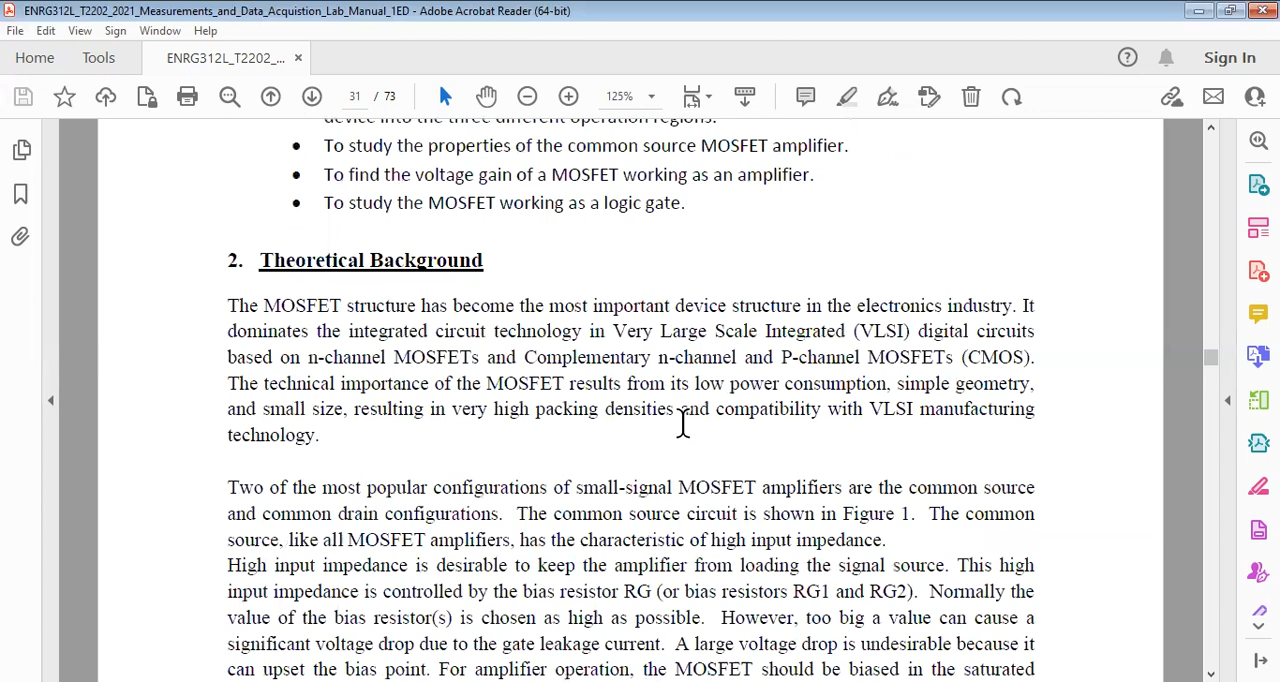 ENRG312L_T2202_2021_Measurements_and_Data_Acquistion_Lab_Manual_1ED - Adobe Acrobat Reader (64-bit)
File Edit View Sign Window Help
Home Tools ENRG312L_T2202_... × Sign In
31 / 73 125%
device into the three different operation regions.
• To study the properties of the common source MOSFET amplifier.
• To find the voltage gain of a MOSFET working as an amplifier.
• To study the MOSFET working as a logic gate.
2. Theoretical Background
The MOSFET structure has become the most important device structure in the electronics industry. It
dominates the integrated circuit technology in Very Large Scale Integrated (VLSI) digital circuits
based on n-channel MOSFETs and Complementary n-channel and P-channel MOSFETs (CMOS).
The technical importance of the MOSFET results from its low power consumption, simple geometry,
and small size, resulting in very high packing densities and compatibility with VLSI manufacturing
technology.
Two of the most popular configurations of small-signal MOSFET amplifiers are the common source
and common drain configurations. The common source circuit is shown in Figure 1. The common
source, like all MOSFET amplifiers, has the characteristic of high input impedance.
High input impedance is desirable to keep the amplifier from loading the signal source. This high
input impedance is controlled by the bias resistor RG (or bias resistors RG1 and RG2). Normally the
value of the bias resistor(s) is chosen as high as possible. However, too big a value can cause a
significant voltage drop due to the gate leakage current. A large voltage drop is undesirable because it
can upset the bias point. For amplifier operation, the MOSFET should be biased in the saturated